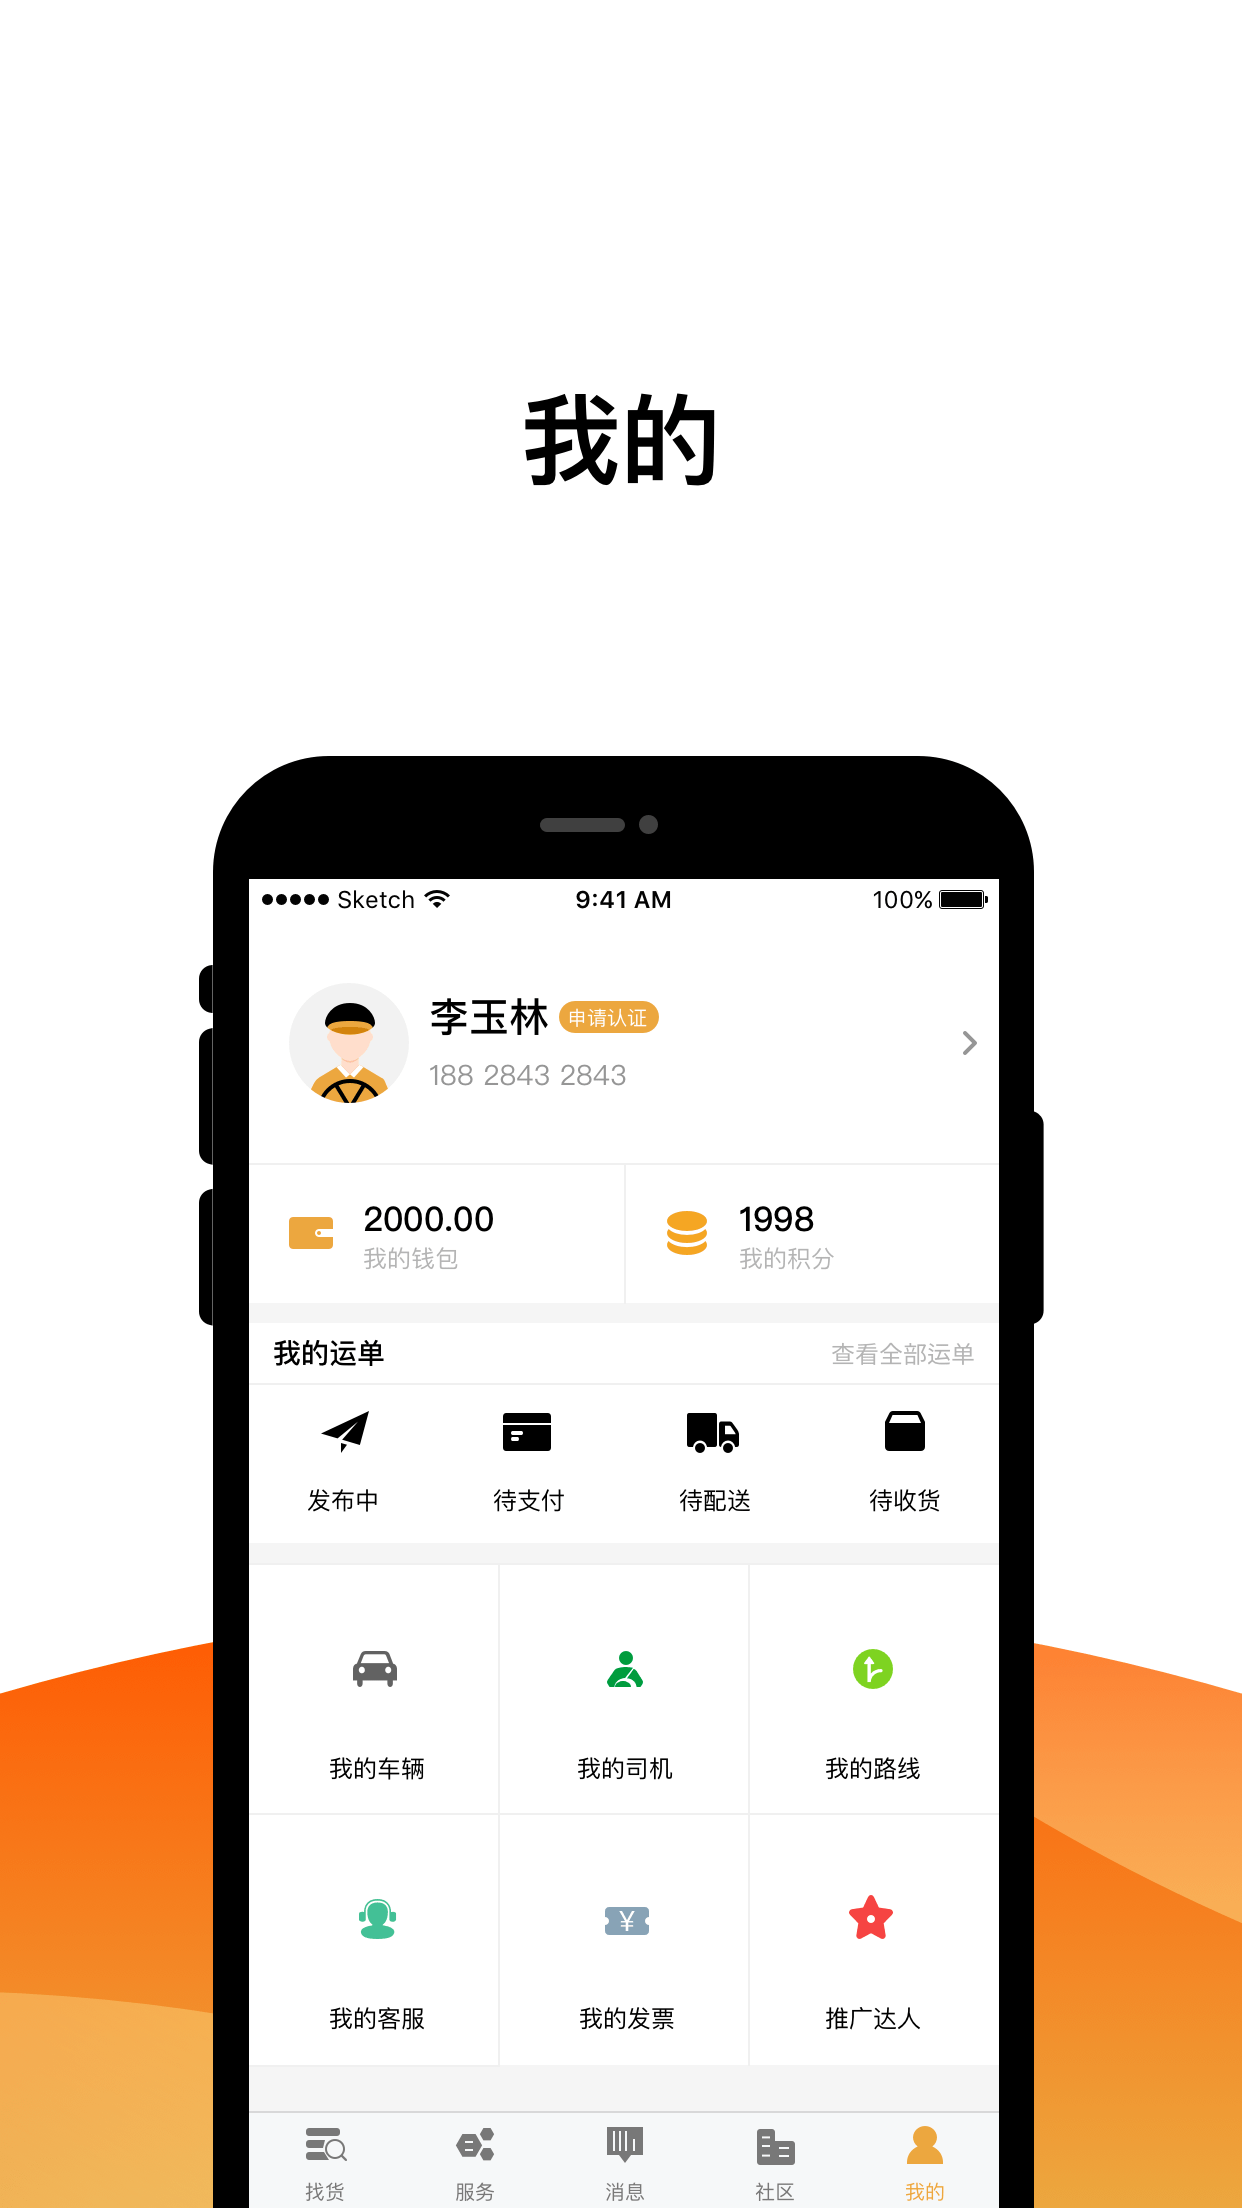 我的
Sketch 9:41 AM 100%
李玉林 申请认证
188 2843 2843
2000.00 1998
我的钱包 我的积分
我的运单 查看全部运单
发布中 待支付 待配送 待收货
我的车辆 我的司机 我的路线
¥
我的客服 我的发票 推广达人
找货 服务 消息 社区 我的